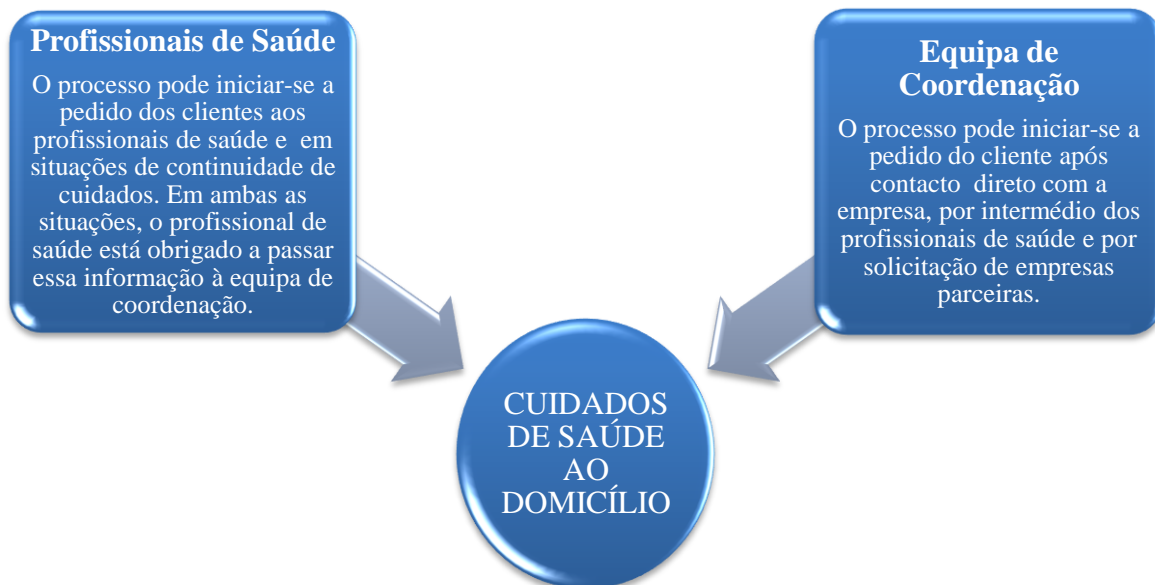 Profissionais de Saúde
O processo pode iniciar-se a
pedido dos clientes aos
profissionais de saúde e em
situações de continuidade de
cuidados. Em ambas as
situações, o profissional de
saúde está obrigado a passar
essa informação à equipa de
coordenação.
Equipa de
Coordenação
O processo pode iniciar-se a
pedido do cliente após
contacto direto com a
empresa, por intermédio dos
profissionais de saúde e por
solicitação de empresas
parceiras.
CUIDADOS
DE SAÚDE
AO
DOMICÍLIO